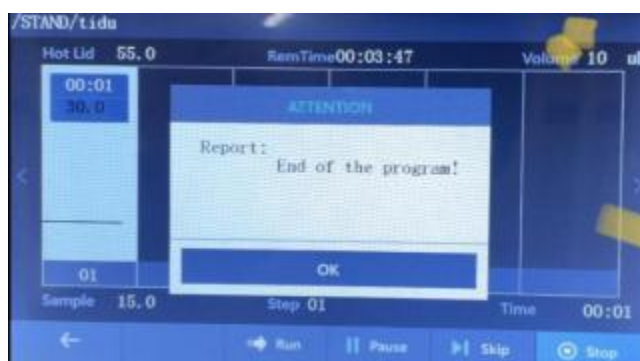 /STAND/tidu
Hot Lid 55.0 RemTime00:03:47 Volume 10 ul
00:01
30.0
ATTENTION
Report:
End of the program!
OK
01
Sample 15.0 Step 01 Time 00:01
Run Pause Skip Stop